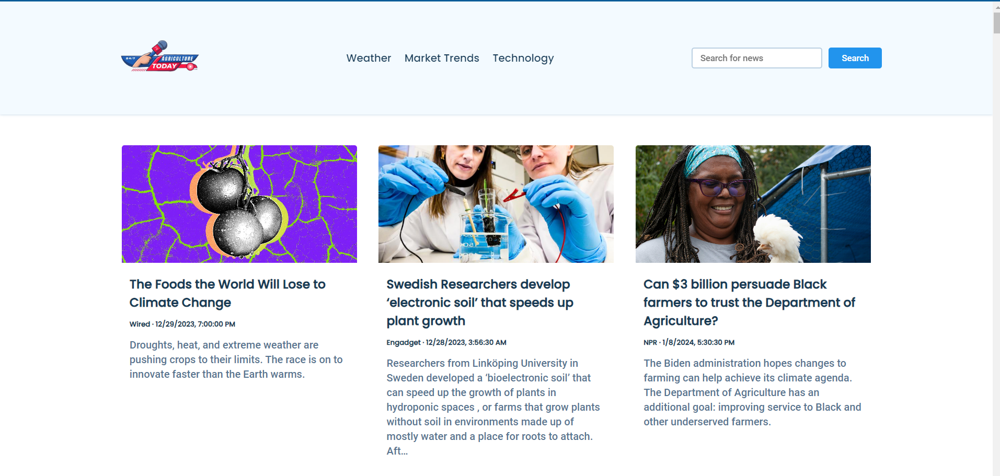 24/7
AGRICULTURE
TODAY
Weather Market Trends Technology
Search for news
Search
The Foods the World Will Lose to
Climate Change
Wired · 12/29/2023, 7:00:00 PM
Droughts, heat, and extreme weather are
pushing crops to their limits. The race is on to
innovate faster than the Earth warms.
Swedish Researchers develop
‘electronic soil’ that speeds up
plant growth
Engadget · 12/28/2023, 3:56:30 AM
Researchers from Linköping University in
Sweden developed a ‘bioelectronic soil’ that
can speed up the growth of plants in
hydroponic spaces , or farms that grow plants
without soil in environments made up of
mostly water and a place for roots to attach.
Aft…
Can $3 billion persuade Black
farmers to trust the Department of
Agriculture?
NPR · 1/8/2024, 5:30:30 PM
The Biden administration hopes changes to
farming can help achieve its climate agenda.
The Department of Agriculture has an
additional goal: improving service to Black and
other underserved farmers.